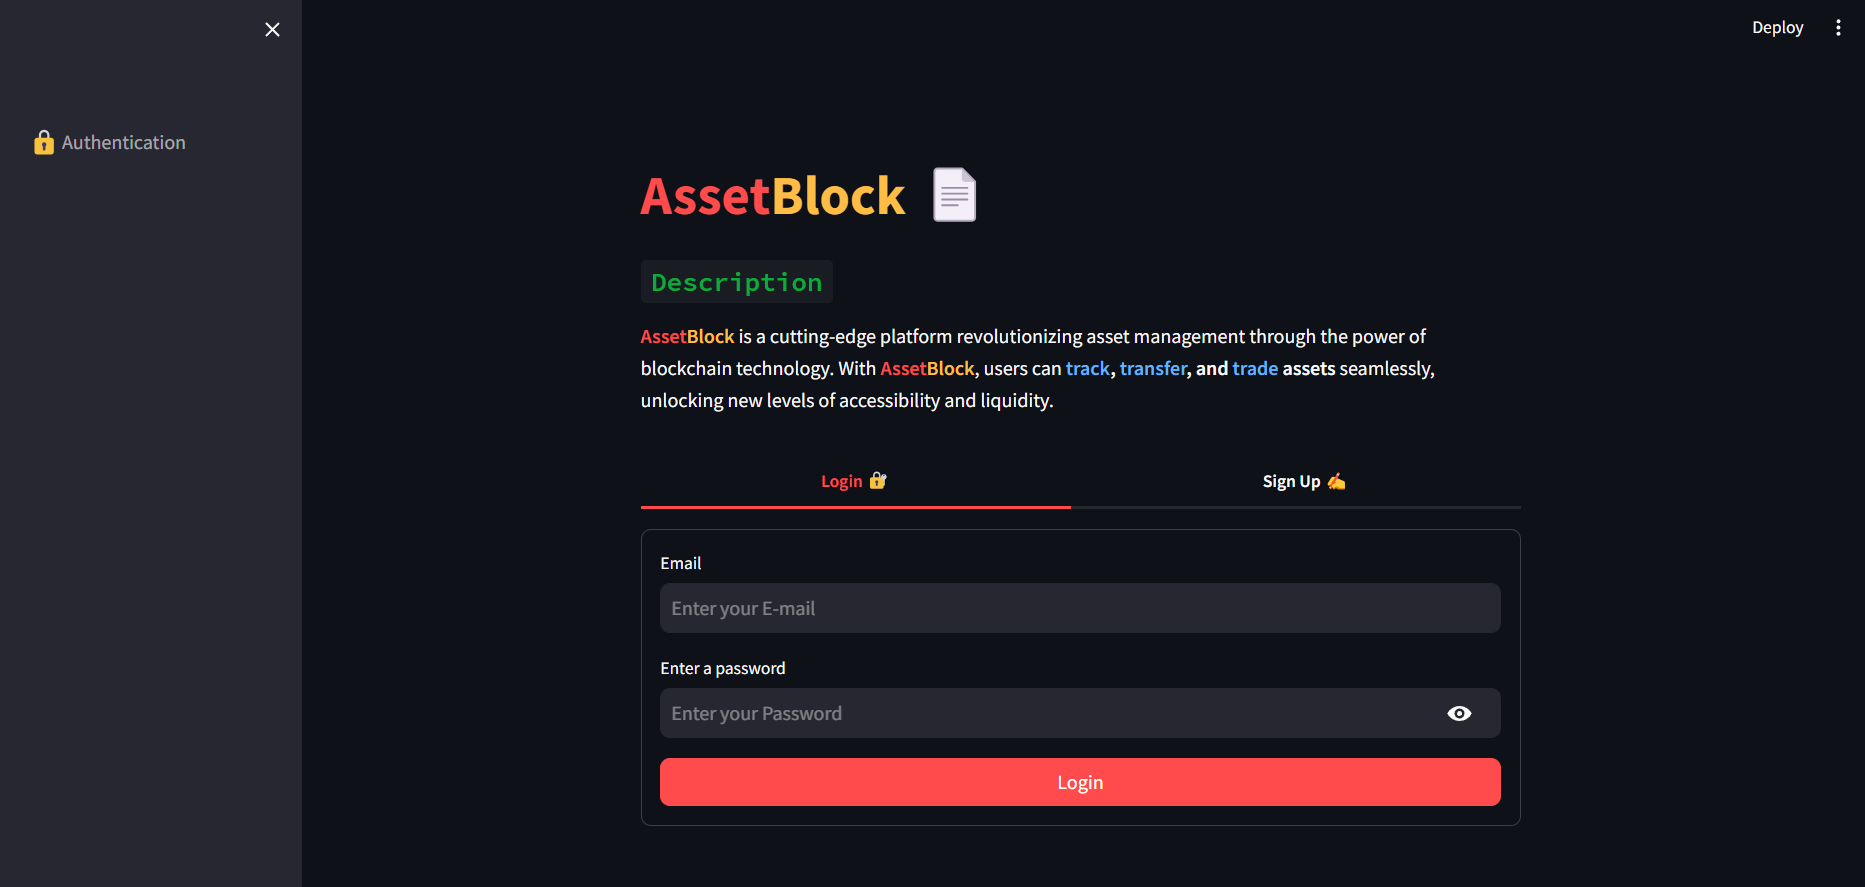 Deploy
Authentication
AssetBlock
Description
AssetBlock is a cutting-edge platform revolutionizing asset management through the power of
blockchain technology. With AssetBlock, users can track, transfer, and trade assets seamlessly,
unlocking new levels of accessibility and liquidity.
Login
Sign Up
Email
Enter your E-mail
Enter a password
Enter your Password
Login